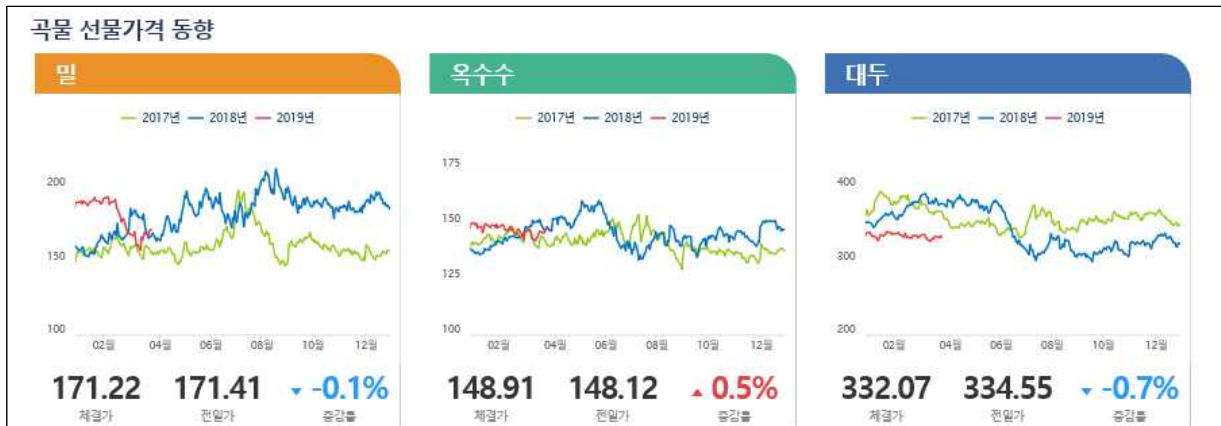 곡물 선물가격 동향
밀
2017년 2018년 2019년
200
150
100
02월 04월 06월 08월 10월 12월
171.22 171.41 ▼ -0.1%
체결가 전일가 증감률
옥수수
2017년 2018년 2019년
175
150
125
100
02월 04월 06월 08월 10월 12월
148.91 148.12 ▲ 0.5%
체결가 전일가 증감률
대두
2017년 2018년 2019년
400
300
200
02월 04월 06월 08월 10월 12월
332.07 334.55 ▼ -0.7%
체결가 전일가 증감률